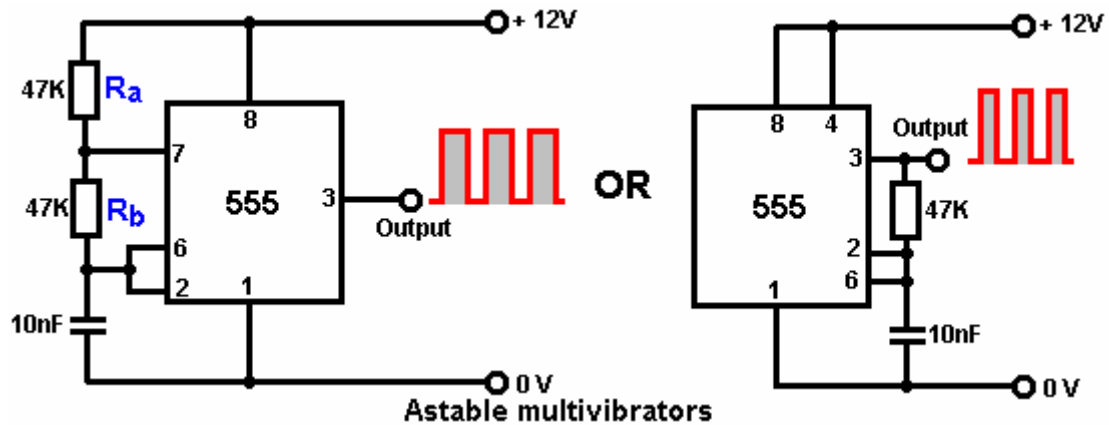 + 12V
47K
Ra
8
7
47K
Rb
555
3
Output
6
2
1
10nF
0 V
OR
+ 12V
8
4
Output
3
555
47K
2
6
1
10nF
0 V
Astable multivibrators